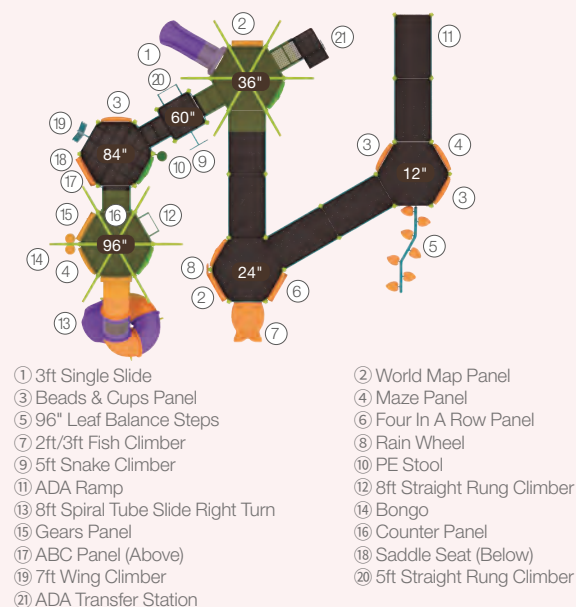 2
1
21
11
20
36"
3
60"
19
84"
3
4
18
10
9
12"
17
3
15
16
12
96"
5
14
8
24"
4
2
6
13
7
① 3ft Single Slide
② World Map Panel
③ Beads & Cups Panel
④ Maze Panel
⑤ 96" Leaf Balance Steps
⑥ Four In A Row Panel
⑦ 2ft/3ft Fish Climber
⑧ Rain Wheel
⑨ 5ft Snake Climber
⑩ PE Stool
⑪ ADA Ramp
⑫ 8ft Straight Rung Climber
⑬ 8ft Spiral Tube Slide Right Turn
⑭ Bongo
⑮ Gears Panel
⑯ Counter Panel
⑰ ABC Panel (Above)
⑱ Saddle Seat (Below)
⑲ 7ft Wing Climber
⑳ 5ft Straight Rung Climber
㉑ ADA Transfer Station